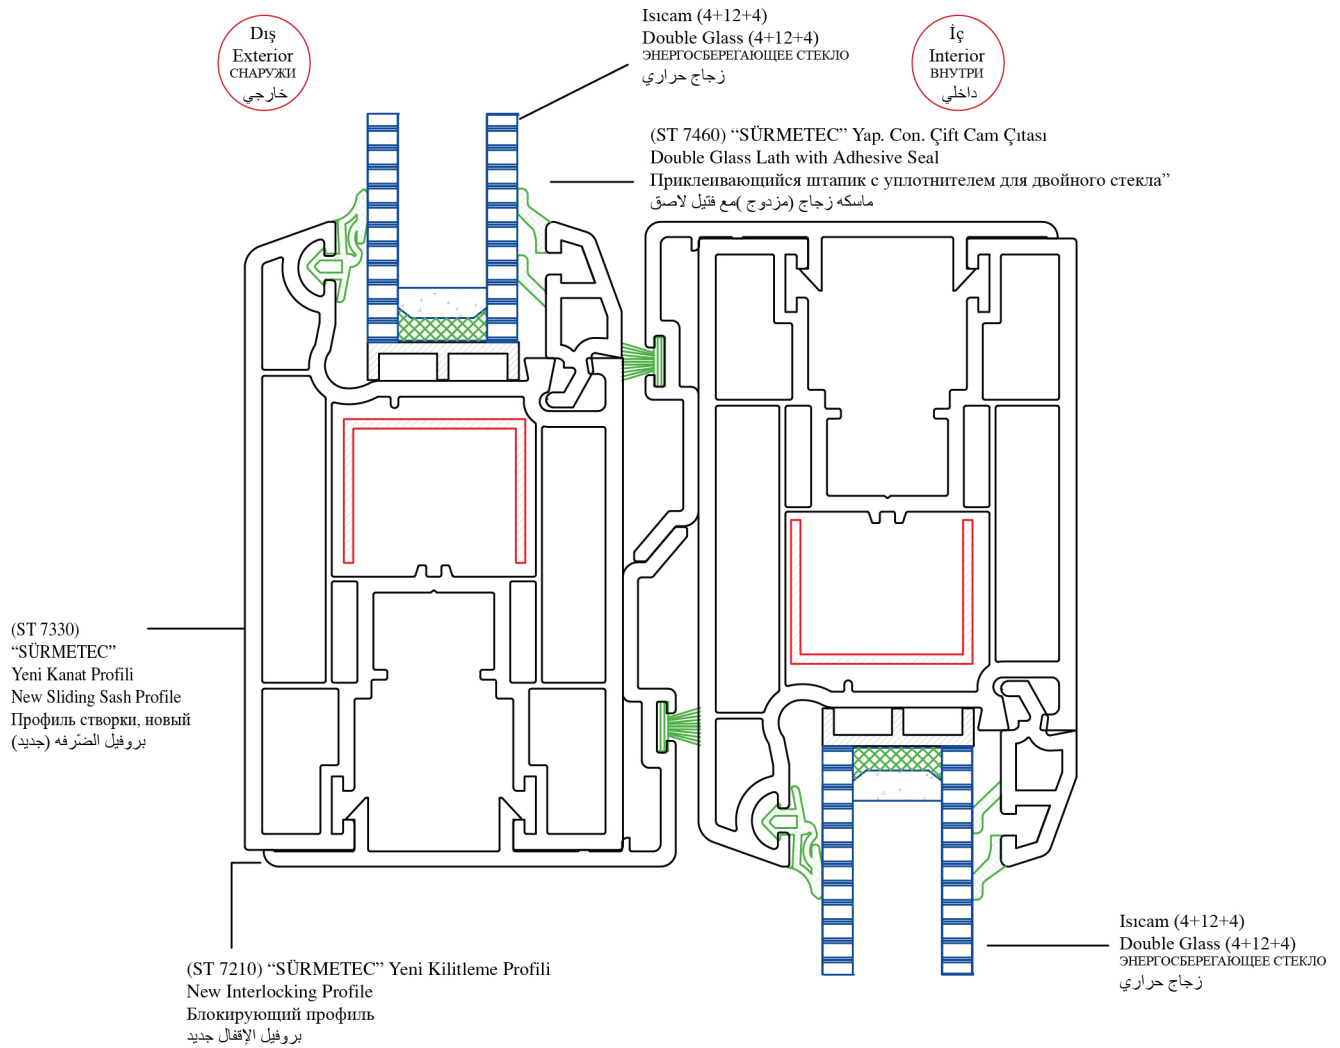 Dış
Exterior
СНАРУЖИ
خارجي
Isıcam (4+12+4)
Double Glass (4+12+4)
ЭНЕРГОСБЕРЕГАЮЩЕЕ СТЕКЛО
زجاج حراري
İç
Interior
ВНУТРИ
داخلي
(ST 7460) “SÜRMETEC” Yap. Con. Çift Cam Çıtası
Double Glass Lath with Adhesive Seal
Приклеивающийся штапик с уплотнителем для двойного стекла”
ماسكه زجاج (مزدوج )مع فتيل لاصق
(ST 7330)
“SÜRMETEC”
Yeni Kanat Profili
New Sliding Sash Profile
Профиль створки, новый
بروفيل الضّرفه (جديد)
(ST 7210) “SÜRMETEC” Yeni Kilitleme Profili
New Interlocking Profile
Блокирующий профиль
بروفيل الإقفال جديد
Isıcam (4+12+4)
Double Glass (4+12+4)
ЭНЕРГОСБЕРЕГАЮЩЕЕ СТЕКЛО
زجاج حراري